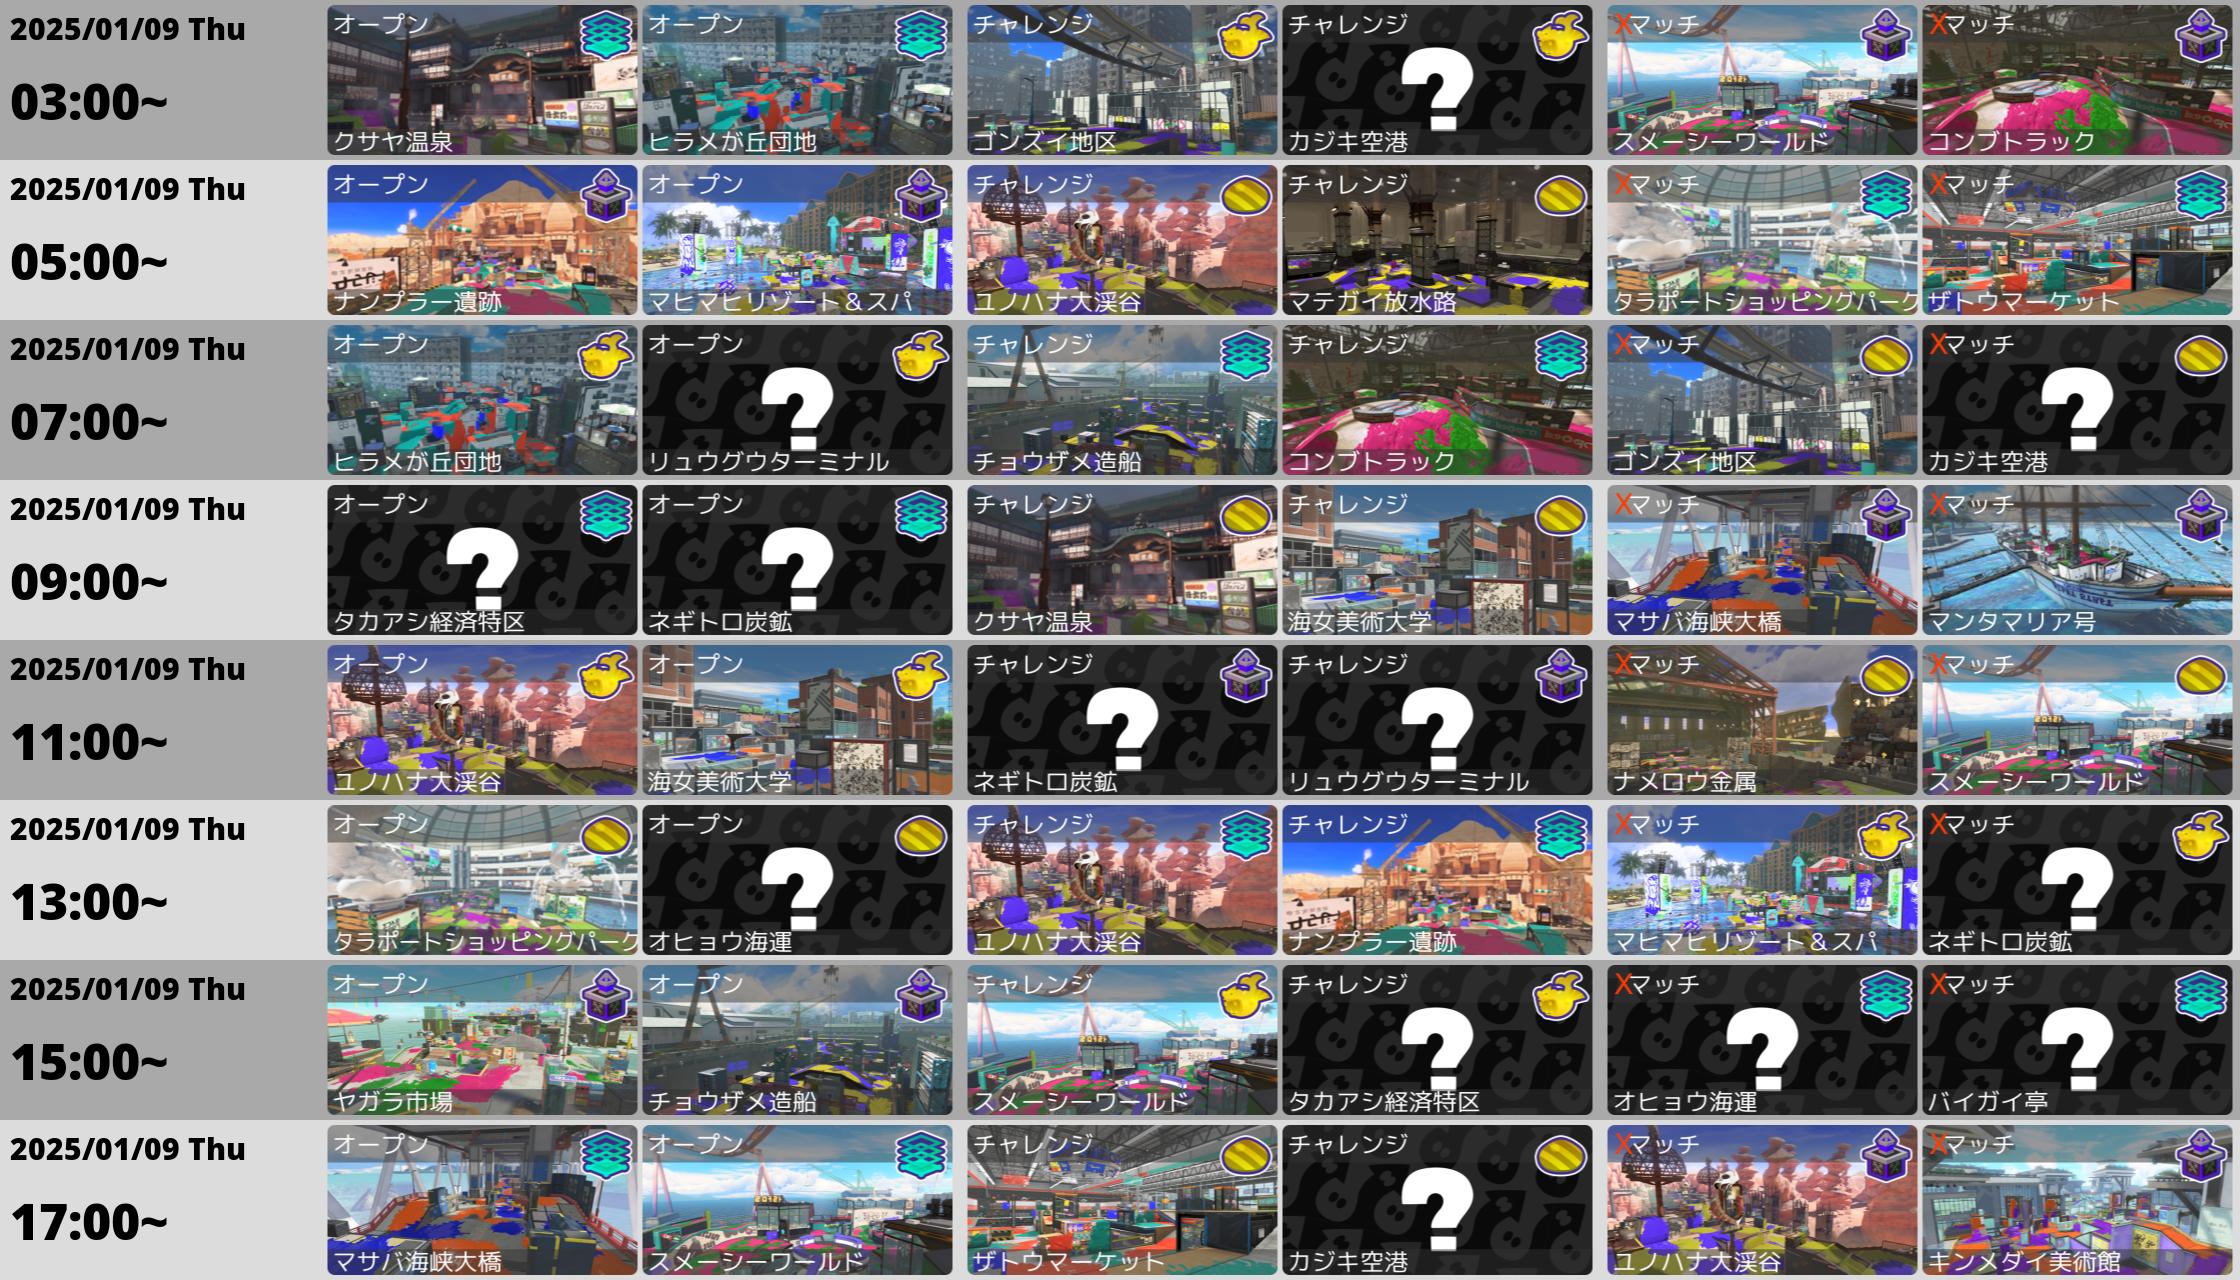 2025/01/09 Thu
03:00~
オープン
クサヤ温泉
オープン
ヒラメが丘団地
チャレンジ
ゴンズイ地区
チャレンジ
カジキ空港
Xマッチ
スメーシーワールド
Xマッチ
コンブトラック
2025/01/09 Thu
05:00~
オープン
ナンプラー遺跡
オープン
マヒマヒリゾート＆スパ
チャレンジ
ユノハナ大渓谷
チャレンジ
マテガイ放水路
Xマッチ
タラポートショッピングパーク
Xマッチ
ザトウマーケット
2025/01/09 Thu
07:00~
オープン
ヒラメが丘団地
オープン
リュウグウターミナル
チャレンジ
チョウザメ造船
チャレンジ
コンブトラック
Xマッチ
ゴンズイ地区
Xマッチ
カジキ空港
2025/01/09 Thu
09:00~
オープン
タカアシ経済特区
オープン
ネギトロ炭鉱
チャレンジ
クサヤ温泉
チャレンジ
海女美術大学
Xマッチ
マサバ海峡大橋
Xマッチ
マンタマリア号
2025/01/09 Thu
11:00~
オープン
ユノハナ大渓谷
オープン
海女美術大学
チャレンジ
ネギトロ炭鉱
チャレンジ
リュウグウターミナル
Xマッチ
ナメロウ金属
Xマッチ
スメーシーワールド
2025/01/09 Thu
13:00~
オープン
タラポートショッピングパーク
オープン
オヒョウ海運
チャレンジ
ユノハナ大渓谷
チャレンジ
ナンプラー遺跡
Xマッチ
マヒマヒリゾート＆スパ
Xマッチ
ネギトロ炭鉱
2025/01/09 Thu
15:00~
オープン
ヤガラ市場
オープン
チョウザメ造船
チャレンジ
スメーシーワールド
チャレンジ
タカアシ経済特区
Xマッチ
オヒョウ海運
Xマッチ
バイガイ亭
2025/01/09 Thu
17:00~
オープン
マサバ海峡大橋
オープン
スメーシーワールド
チャレンジ
ザトウマーケット
チャレンジ
カジキ空港
Xマッチ
ユノハナ大渓谷
Xマッチ
キンメダイ美術館